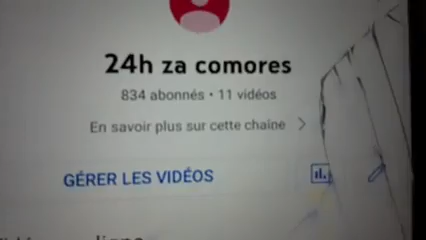 24h za comores
834 abonnés • 11 vidéos
En savoir plus sur cette chaîne
GÉRER LES VIDÉOS